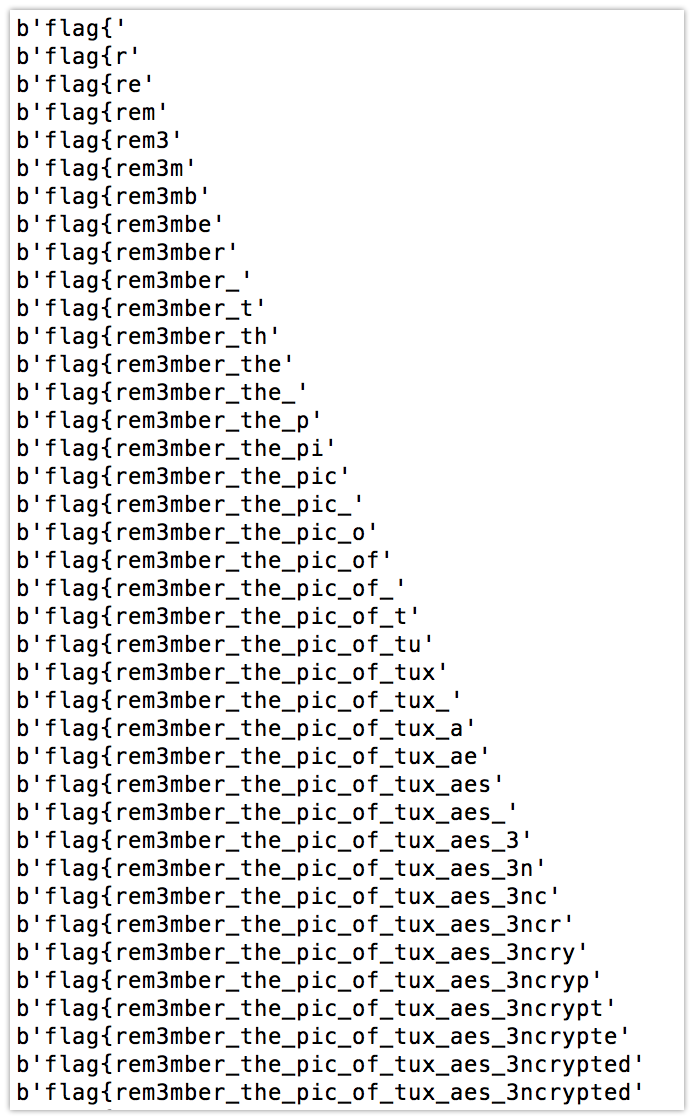 b'flag{'
b'flag{r'
b'flag{re'
b'flag{rem'
b'flag{rem3'
b'flag{rem3m'
b'flag{rem3mb'
b'flag{rem3mbe'
b'flag{rem3mber'
b'flag{rem3mber_'
b'flag{rem3mber_t'
b'flag{rem3mber_th'
b'flag{rem3mber_the'
b'flag{rem3mber_the_'
b'flag{rem3mber_the_p'
b'flag{rem3mber_the_pi'
b'flag{rem3mber_the_pic'
b'flag{rem3mber_the_pic_'
b'flag{rem3mber_the_pic_o'
b'flag{rem3mber_the_pic_of'
b'flag{rem3mber_the_pic_of_'
b'flag{rem3mber_the_pic_of_t'
b'flag{rem3mber_the_pic_of_tu'
b'flag{rem3mber_the_pic_of_tux'
b'flag{rem3mber_the_pic_of_tux_'
b'flag{rem3mber_the_pic_of_tux_a'
b'flag{rem3mber_the_pic_of_tux_ae'
b'flag{rem3mber_the_pic_of_tux_aes'
b'flag{rem3mber_the_pic_of_tux_aes_'
b'flag{rem3mber_the_pic_of_tux_aes_3'
b'flag{rem3mber_the_pic_of_tux_aes_3n'
b'flag{rem3mber_the_pic_of_tux_aes_3nc'
b'flag{rem3mber_the_pic_of_tux_aes_3ncr'
b'flag{rem3mber_the_pic_of_tux_aes_3ncry'
b'flag{rem3mber_the_pic_of_tux_aes_3ncryp'
b'flag{rem3mber_the_pic_of_tux_aes_3ncrypt'
b'flag{rem3mber_the_pic_of_tux_aes_3ncrypte'
b'flag{rem3mber_the_pic_of_tux_aes_3ncrypted'
b'flag{rem3mber_the_pic_of_tux_aes_3ncrypted'